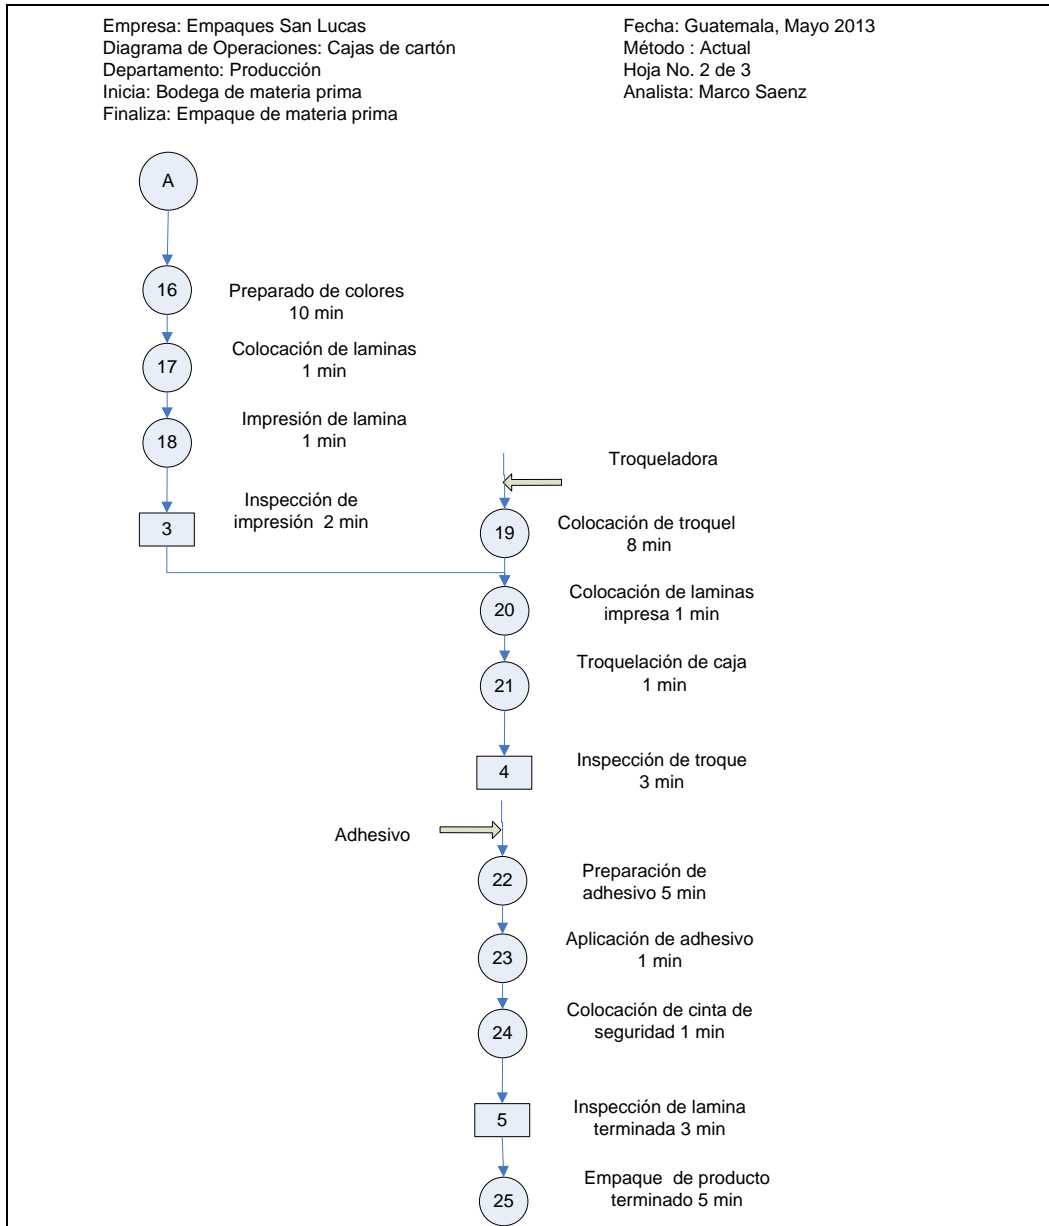 Empresa: Empaques San Lucas
Diagrama de Operaciones: Cajas de cartón
Departamento: Producción
Inicia: Bodega de materia prima
Finaliza: Empaque de materia prima
Fecha: Guatemala, Mayo 2013
Método : Actual
Hoja No. 2 de 3
Analista: Marco Saenz
A
16
Preparado de colores
10 min
17
Colocación de laminas
1 min
18
Impresión de lamina
1 min
3
Inspección de
impresión 2 min
Troqueladora
19
Colocación de troquel
8 min
20
Colocación de laminas
impresa 1 min
21
Troquelación de caja
1 min
4
Inspección de troque
3 min
Adhesivo
22
Preparación de
adhesivo 5 min
23
Aplicación de adhesivo
1 min
24
Colocación de cinta de
seguridad 1 min
5
Inspección de lamina
terminada 3 min
25
Empaque de producto
terminado 5 min